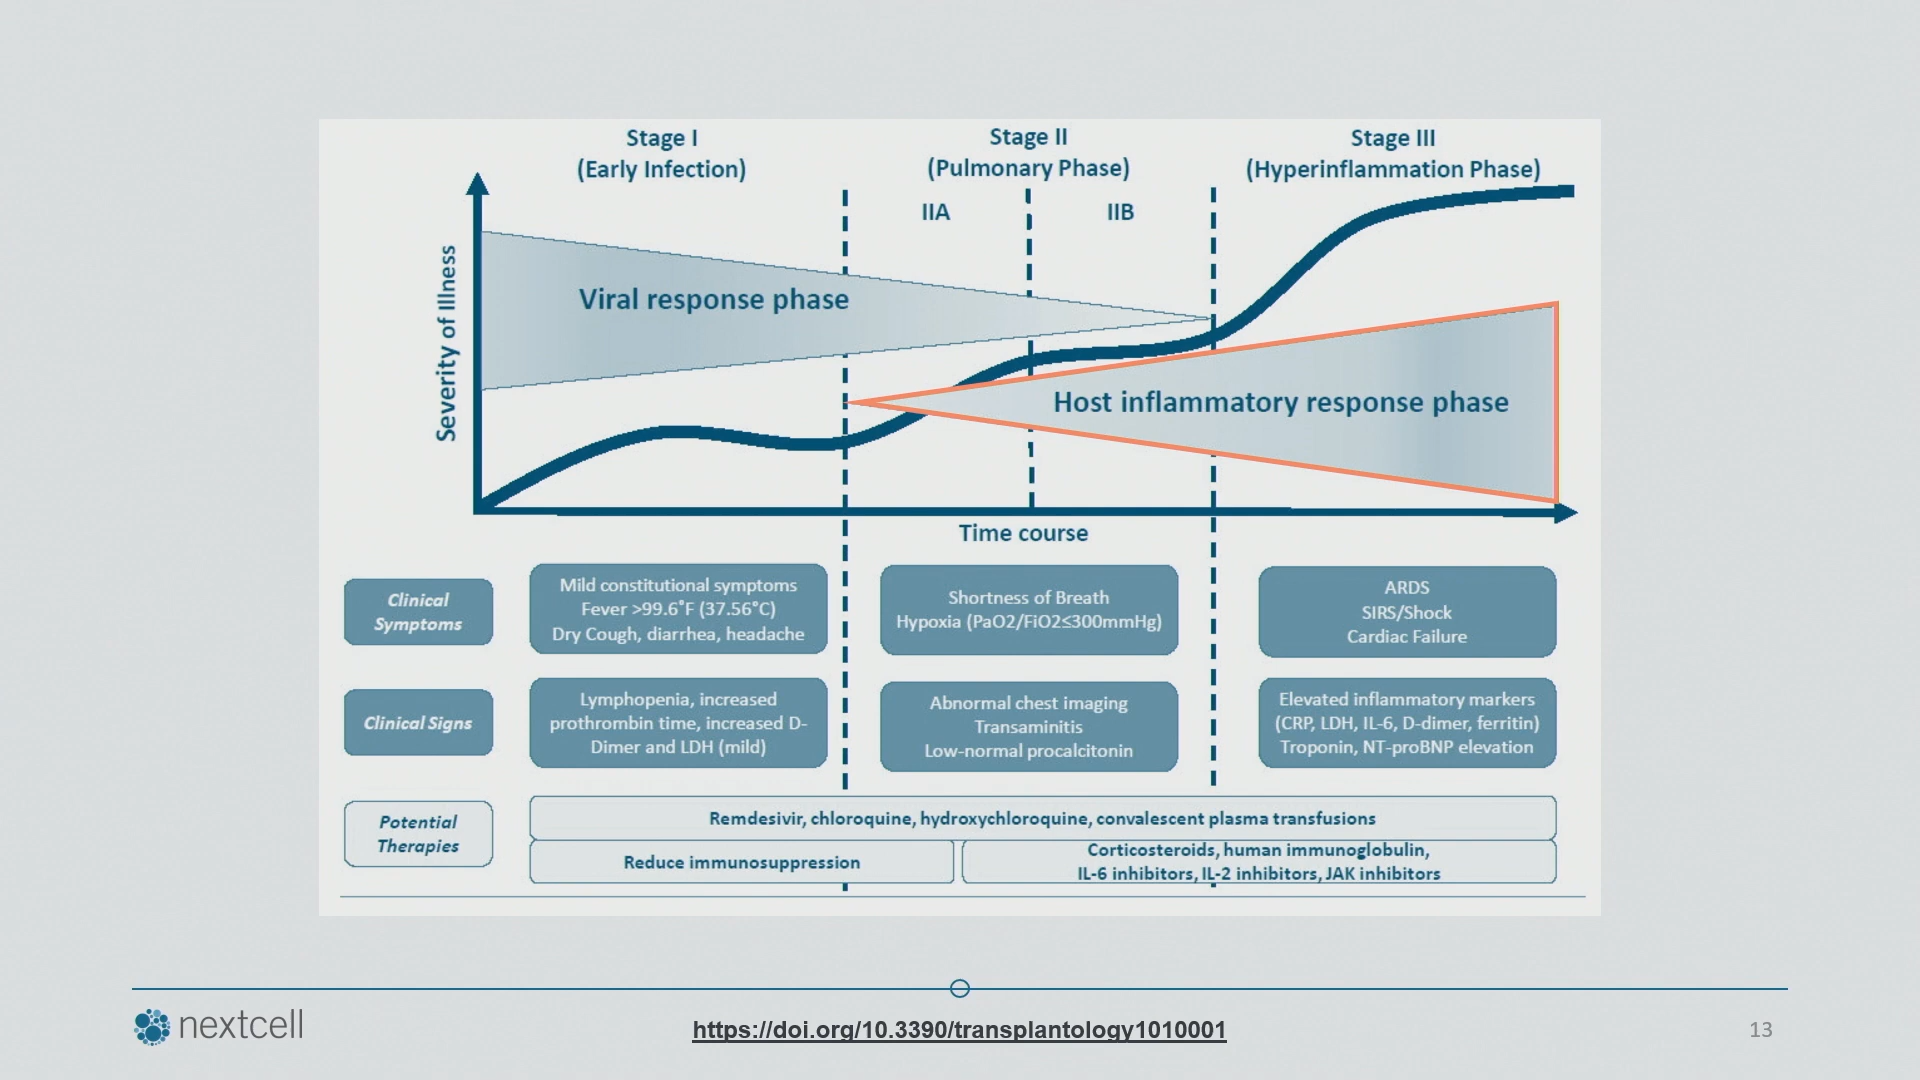 Stage I
(Early Infection)
Stage II
(Pulmonary Phase)
IIA
IIB
Stage III
(Hyperinflammation Phase)
Severity of Illness
Viral response phase
Host inflammatory response phase
Time course
Clinical
Symptoms
Mild constitutional symptoms
Fever >99.6°F (37.56°C)
Dry Cough, diarrhea, headache
Shortness of Breath
Hypoxia (PaO2/FiO2≤300mmHg)
ARDS
SIRS/Shock
Cardiac Failure
Clinical Signs
Lymphopenia, increased
prothrombin time, increased D-
Dimer and LDH (mild)
Abnormal chest imaging
Transaminitis
Low-normal procalcitonin
Elevated inflammatory markers
(CRP, LDH, IL-6, D-dimer, ferritin)
Troponin, NT-proBNP elevation
Potential
Therapies
Remdesivir, chloroquine, hydroxychloroquine, convalescent plasma transfusions
Reduce immunosuppression
Corticosteroids, human immunoglobulin,
IL-6 inhibitors, IL-2 inhibitors, JAK inhibitors
nextcell
https://doi.org/10.3390/transplantology1010001
13